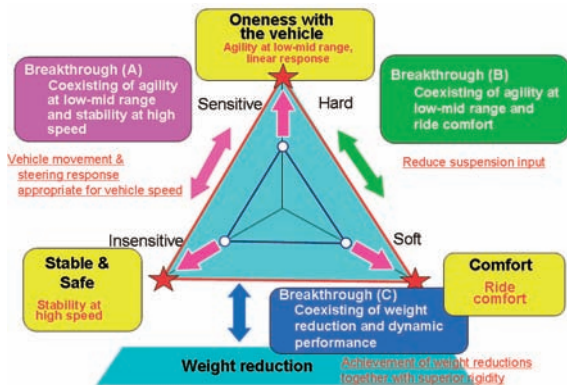 Oneness with
the vehicle
Agility at low-mid range,
linear response
Breakthrough (A)
Coexisting of agility
at low-mid range
and stability at high
speed
Breakthrough (B)
Coexisting of agility at
low-mid range and
ride comfort
Sensitive
Hard
Vehicle movement &
steering response
appropriate for vehicle speed
Reduce suspension input
Insensitive
Soft
Stable &
Safe
Stability at
high speed
Comfort
Ride
comfort
Breakthrough (C)
Coexisting of weight
reduction and dynamic
performance
Weight reduction
Achievement of weight reductions
together with superior rigidity